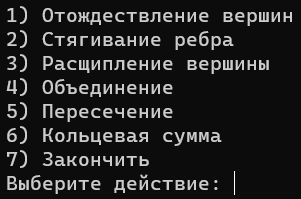 1) Отождествление вершин
2) Стягивание ребра
3) Расщипление вершины
4) Объединение
5) Пересечение
6) Кольцевая сумма
7) Закончить
Выберите действие: